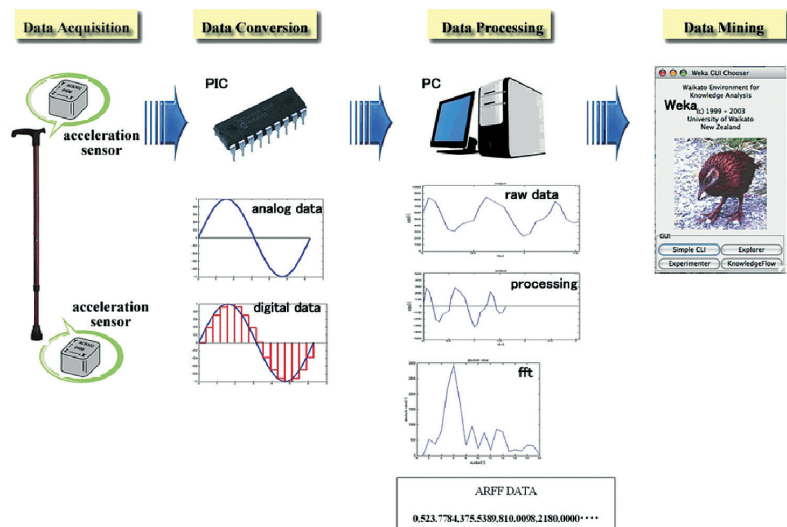 Data Acquisition
Data Conversion
Data Processing
Data Mining
acceleration
sensor
acceleration
sensor
PIC
analog data
digital data
PC
raw data
processing
fft
ARFF DATA
0,523.7784,375.5389,810.0098,2180,0000····
Weka GUI Chooser
Waikato Environment for
Knowledge Analysis
Weka
(c) 1999 – 2003
University of Waikato
New Zealand
GUI
Simple CLI
Explorer
Experimenter
KnowledgeFlow